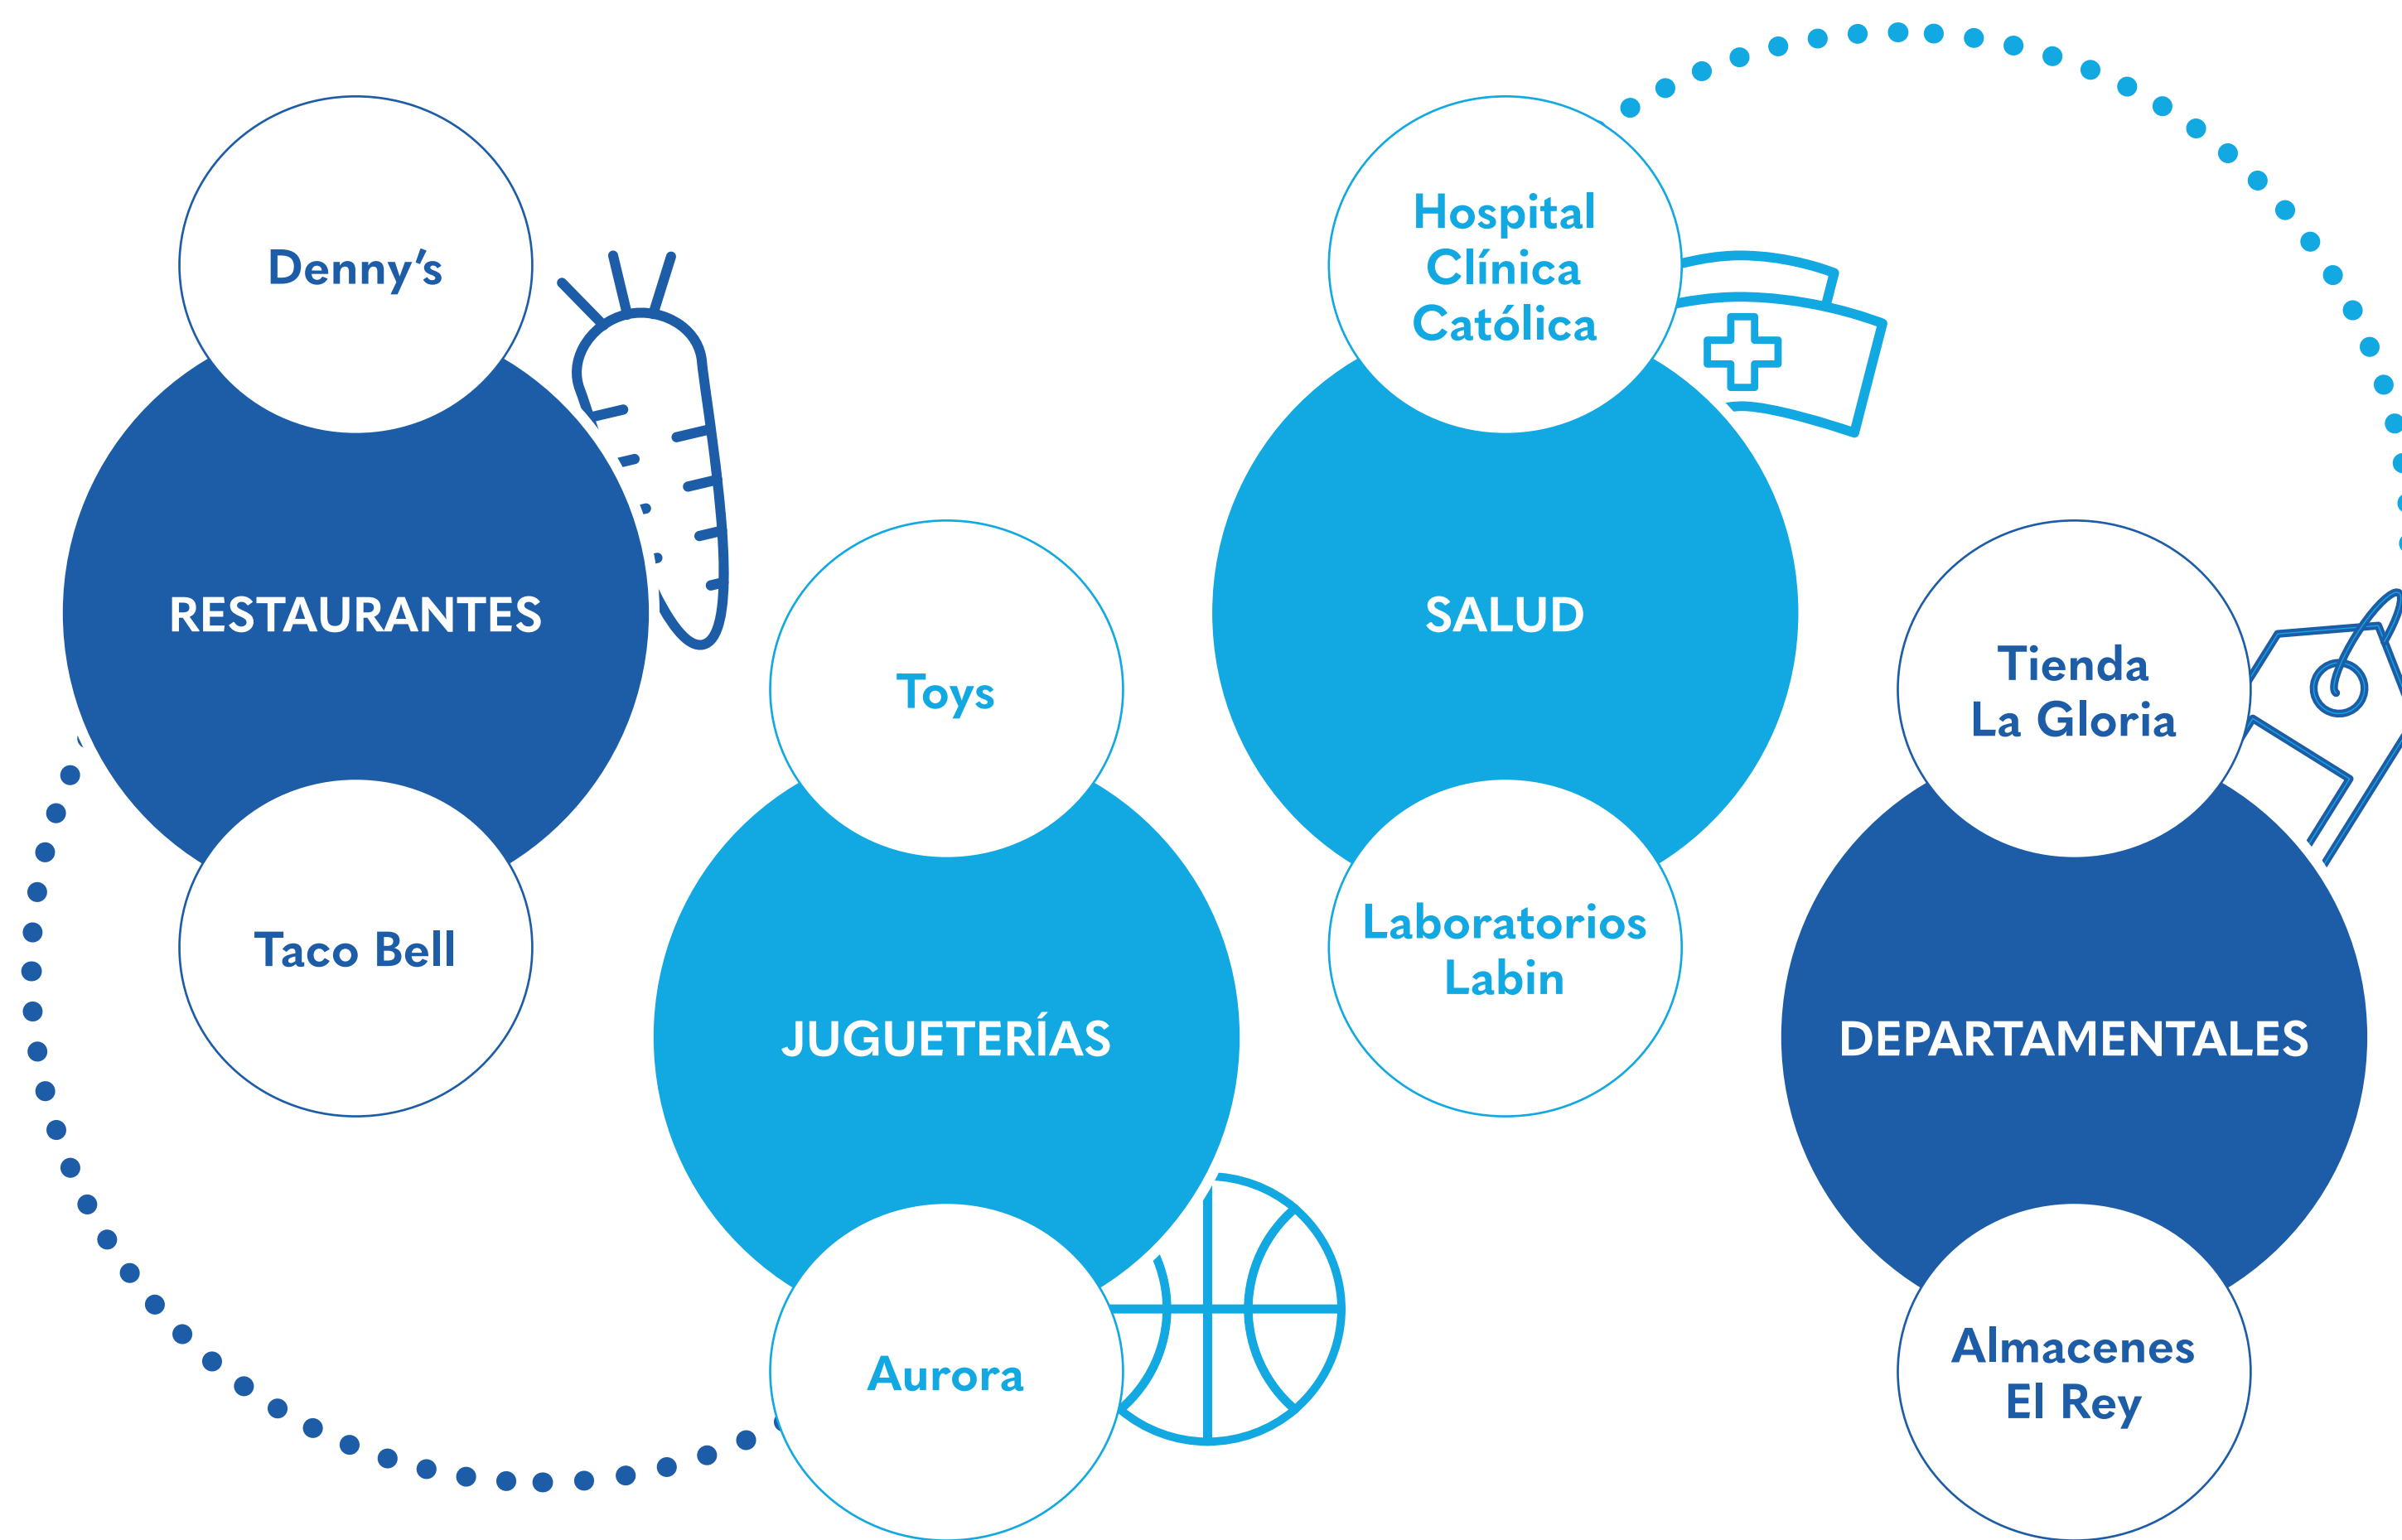 Denny's
RESTAURANTES
Taco Bell
Toys
JUGUETERÍAS
Aurora
Hospital
Clínica
Católica
SALUD
Laboratorios
Labin
Tienda
La Gloria
DEPARTAMENTALES
Almacenes
El Rey